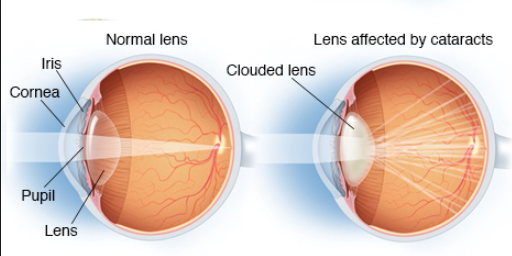 Normal lens
Lens affected by cataracts
Iris
Clouded lens
Cornea
Pupil
Lens